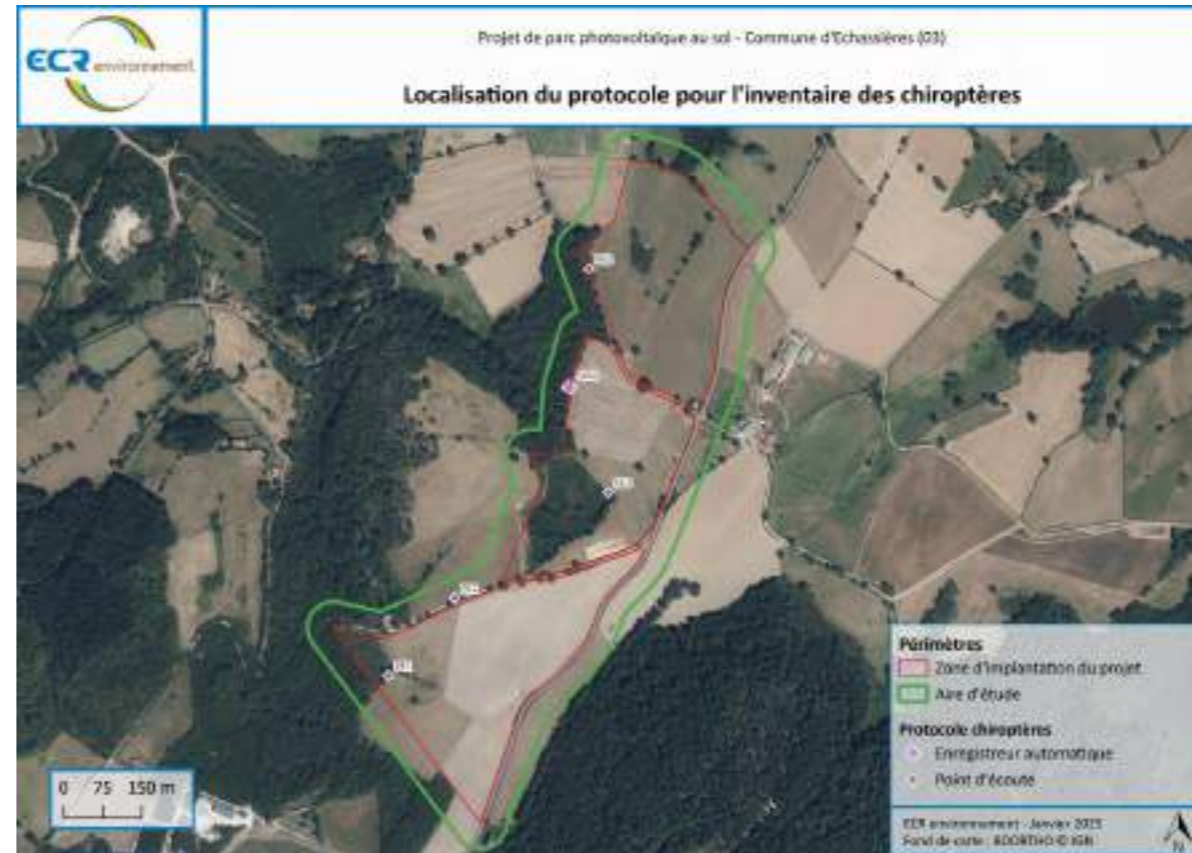 ECR environnement
Projet de parc photovoltaïque au sol - Commune d'Echassières (03)
Localisation du protocole pour l'inventaire des chiroptères
Périmètres
Zone d'implantation du projet
Aire d'étude
Protocole chiroptères
Enregistreur automatique
Point d'écoute
0 75 150 m
ECR environnement - Janvier 2025
Fond de carte : BDORTHO © IGN
N